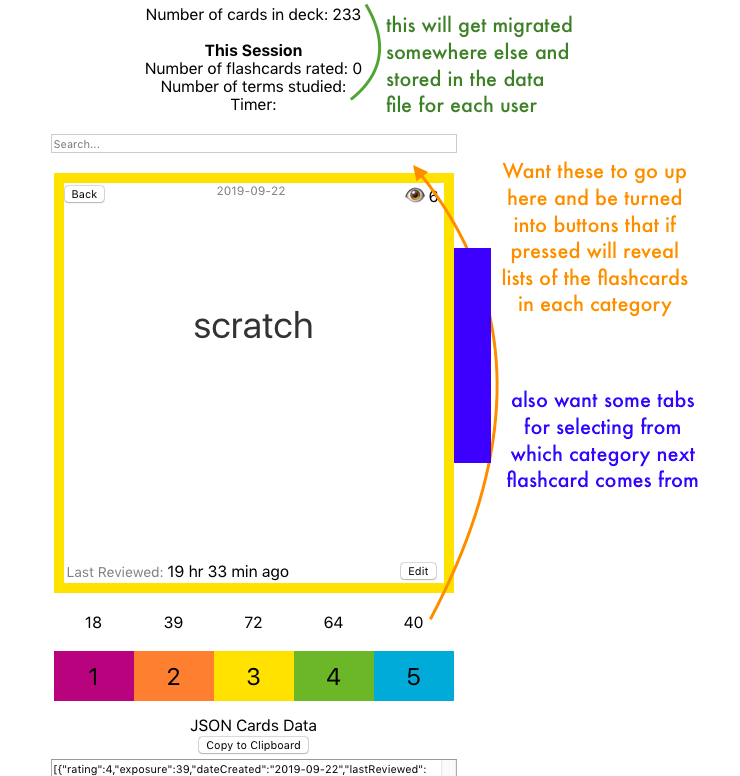 Number of cards in deck: 233
This Session
Number of flashcards rated: 0
Number of terms studied:
Timer:
this will get migrated
somewhere else and
stored in the data
file for each user
Search...
Back
2019-09-22
6
scratch
Last Reviewed: 19 hr 33 min ago
Edit
Want these to go up
here and be turned
into buttons that if
pressed will reveal
lists of the flashcards
in each category
also want some tabs
for selecting from
which category next
flashcard comes from
18 39 72 64 40
1 2 3 4 5
JSON Cards Data
Copy to Clipboard
[{"rating":4,"exposure":39,"dateCreated":"2019-09-22","lastReviewed":